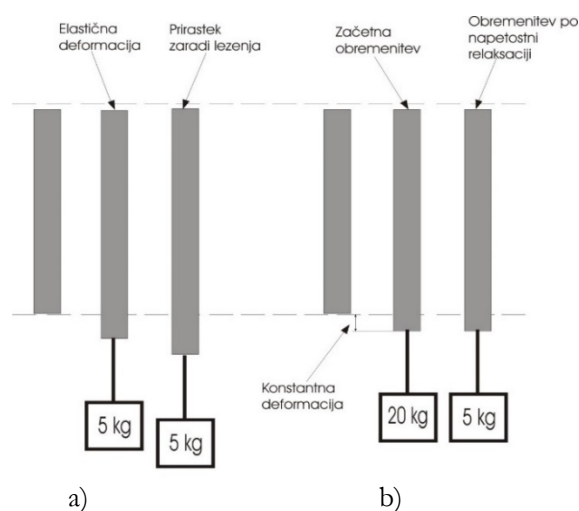 Elastična
deformacija
Prirastek
zaradi lezenja
Začetna
obremenitev
Obremenitev po
napetostni
relaksaciji
Konstantna
deformacija
5 kg
5 kg
20 kg
5 kg
a)
b)